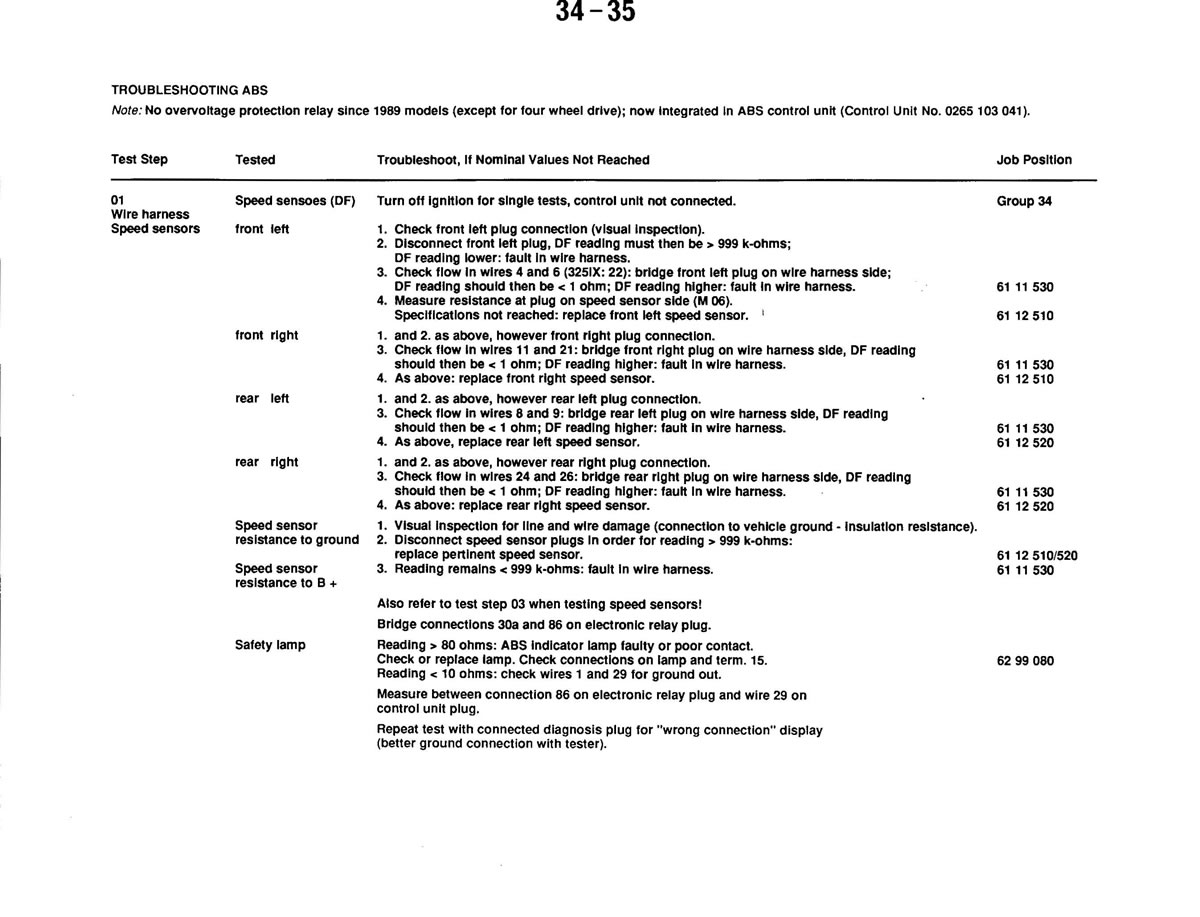 34-35
TROUBLESHOOTING ABS
Note: No overvoltage protection relay since 1989 models (except for four wheel drive); now integrated in ABS control unit (Control Unit No. 0265 103 041).
Test Step Tested Troubleshoot, if Nominal Values Not Reached Job Position
01 Speed sensoes (DF) Turn off ignition for single tests, control unit not connected. Group 34
Wire harness
Speed sensors front left 1. Check front left plug connection (visual inspection).
2. Disconnect front left plug, DF reading must then be > 999 k-ohms;
DF reading lower: fault in wire harness.
3. Check flow in wires 4 and 6 (325iX: 22): bridge front left plug on wire harness side;
DF reading should then be < 1 ohm; DF reading higher: fault in wire harness. 61 11 530
4. Measure resistance at plug on speed sensor side (M 06).
Specifications not reached: replace front left speed sensor. 61 12 510
front right 1. and 2. as above, however front right plug connection.
3. Check flow in wires 11 and 21: bridge front right plug on wire harness side, DF reading
should then be < 1 ohm; DF reading higher: fault in wire harness. 61 11 530
4. As above: replace front right speed sensor. 61 12 510
rear left 1. and 2. as above, however rear left plug connection.
3. Check flow in wires 8 and 9: bridge rear left plug on wire harness side, DF reading
should then be < 1 ohm; DF reading higher: fault in wire harness. 61 11 530
4. As above, replace rear left speed sensor. 61 12 520
rear right 1. and 2. as above, however rear right plug connection.
3. Check flow in wires 24 and 26: bridge rear right plug on wire harness side, DF reading
should then be < 1 ohm; DF reading higher: fault in wire harness. 61 11 530
4. As above: replace rear right speed sensor. 61 12 520
Speed sensor 1. Visual inspection for line and wire damage (connection to vehicle ground - insulation resistance).
resistance to ground 2. Disconnect speed sensor plugs in order for reading > 999 k-ohms:
replace pertinent speed sensor. 61 12 510/520
Speed sensor 3. Reading remains < 999 k-ohms: fault in wire harness. 61 11 530
resistance to B +
Also refer to test step 03 when testing speed sensors!
Bridge connections 30a and 86 on electronic relay plug.
Safety lamp Reading > 80 ohms: ABS indicator lamp faulty or poor contact.
Check or replace lamp. Check connections on lamp and term. 15. 62 99 080
Reading < 10 ohms: check wires 1 and 29 for ground out.
Measure between connection 86 on electronic relay plug and wire 29 on
control unit plug.
Repeat test with connected diagnosis plug for "wrong connection" display
(better ground connection with tester).